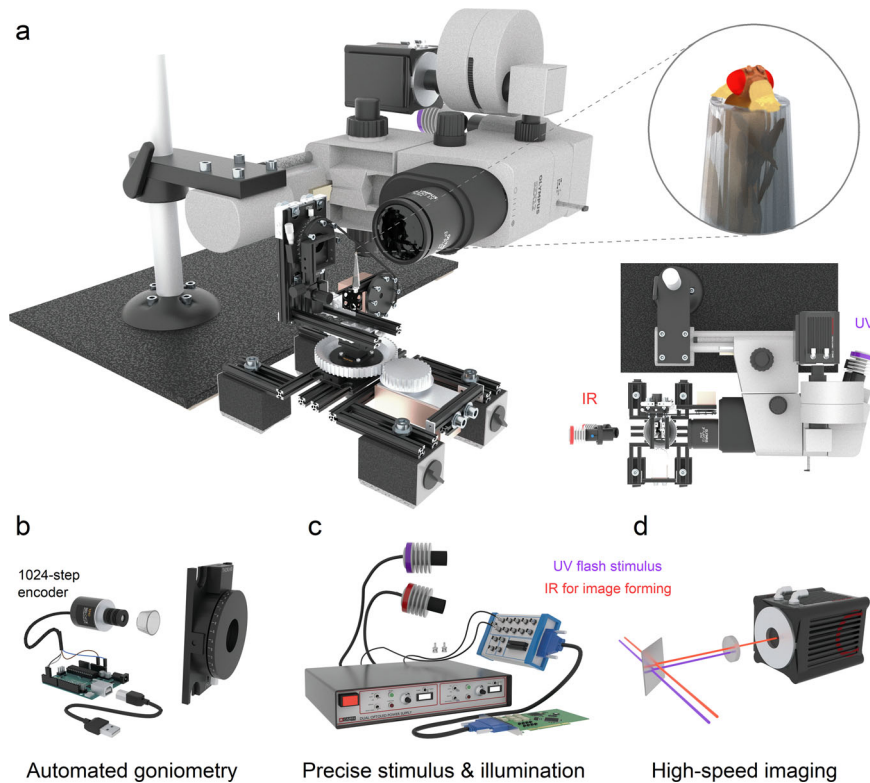 a
OLYMPUS
UV
IR
b
c
d
1024-step
encoder
UV flash stimulus
IR for image forming
Automated goniometry
Precise stimulus & illumination
High-speed imaging